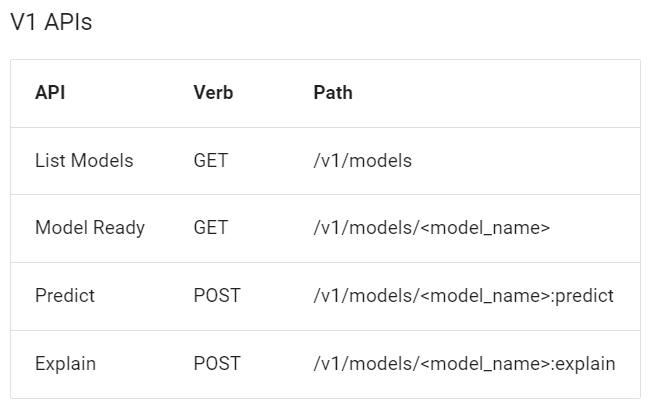 V1 APIs
API Verb Path
List Models GET /v1/models
Model Ready GET /v1/models/<model_name>
Predict POST /v1/models/<model_name>:predict
Explain POST /v1/models/<model_name>:explain